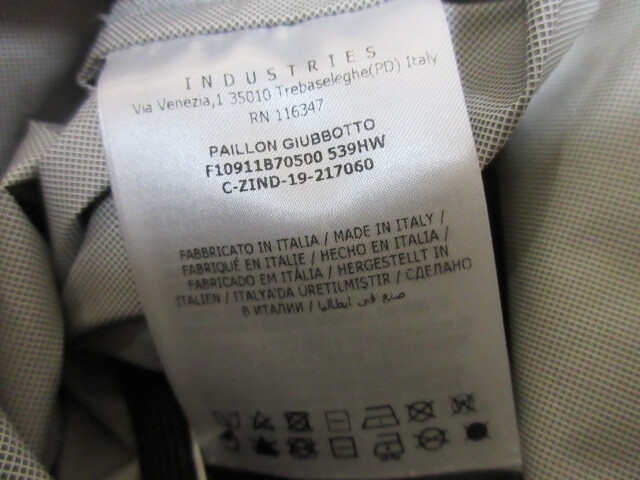 INDUSTRIES
Via Venezia,1 35010 Trebaseleghe(PD) Italy
RN 116347
PAILLON GIUBBOTTO
F10911B70500 539HW
C-ZIND-19-217060
FABBRICATO IN ITALIA / MADE IN ITALY /
FABRIQUÉ EN ITALIE / HECHO EN ITALIA /
FABRICADO EM ITÁLIA / HERGESTELLT IN
ITALIEN / ITALYA'DA ÜRETILMIŞTIR / СДЕЛАНО
В ИТАЛИИ / صنع في ايطاليا